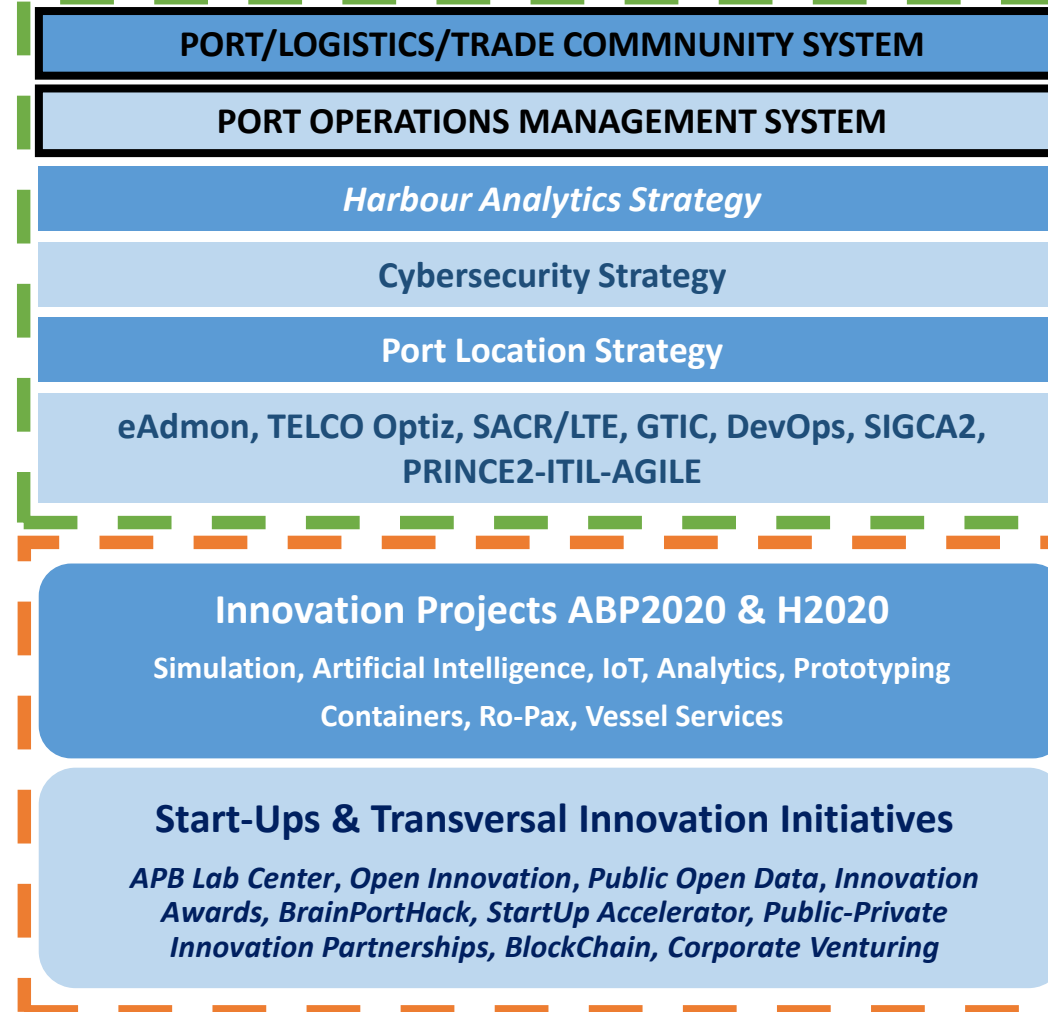 PORT/LOGISTICS/TRADE COMMNUNITY SYSTEM
PORT OPERATIONS MANAGEMENT SYSTEM
Harbour Analytics Strategy
Cybersecurity Strategy
Port Location Strategy
eAdmon, TELCO Optiz, SACR/LTE, GTIC, DevOps, SIGCA2,
PRINCE2-ITIL-AGILE
Innovation Projects ABP2020 & H2020
Simulation, Artificial Intelligence, IoT, Analytics, Prototyping
Containers, Ro-Pax, Vessel Services
Start-Ups & Transversal Innovation Initiatives
APB Lab Center, Open Innovation, Public Open Data, Innovation
Awards, BrainPortHack, StartUp Accelerator, Public-Private
Innovation Partnerships, BlockChain, Corporate Venturing